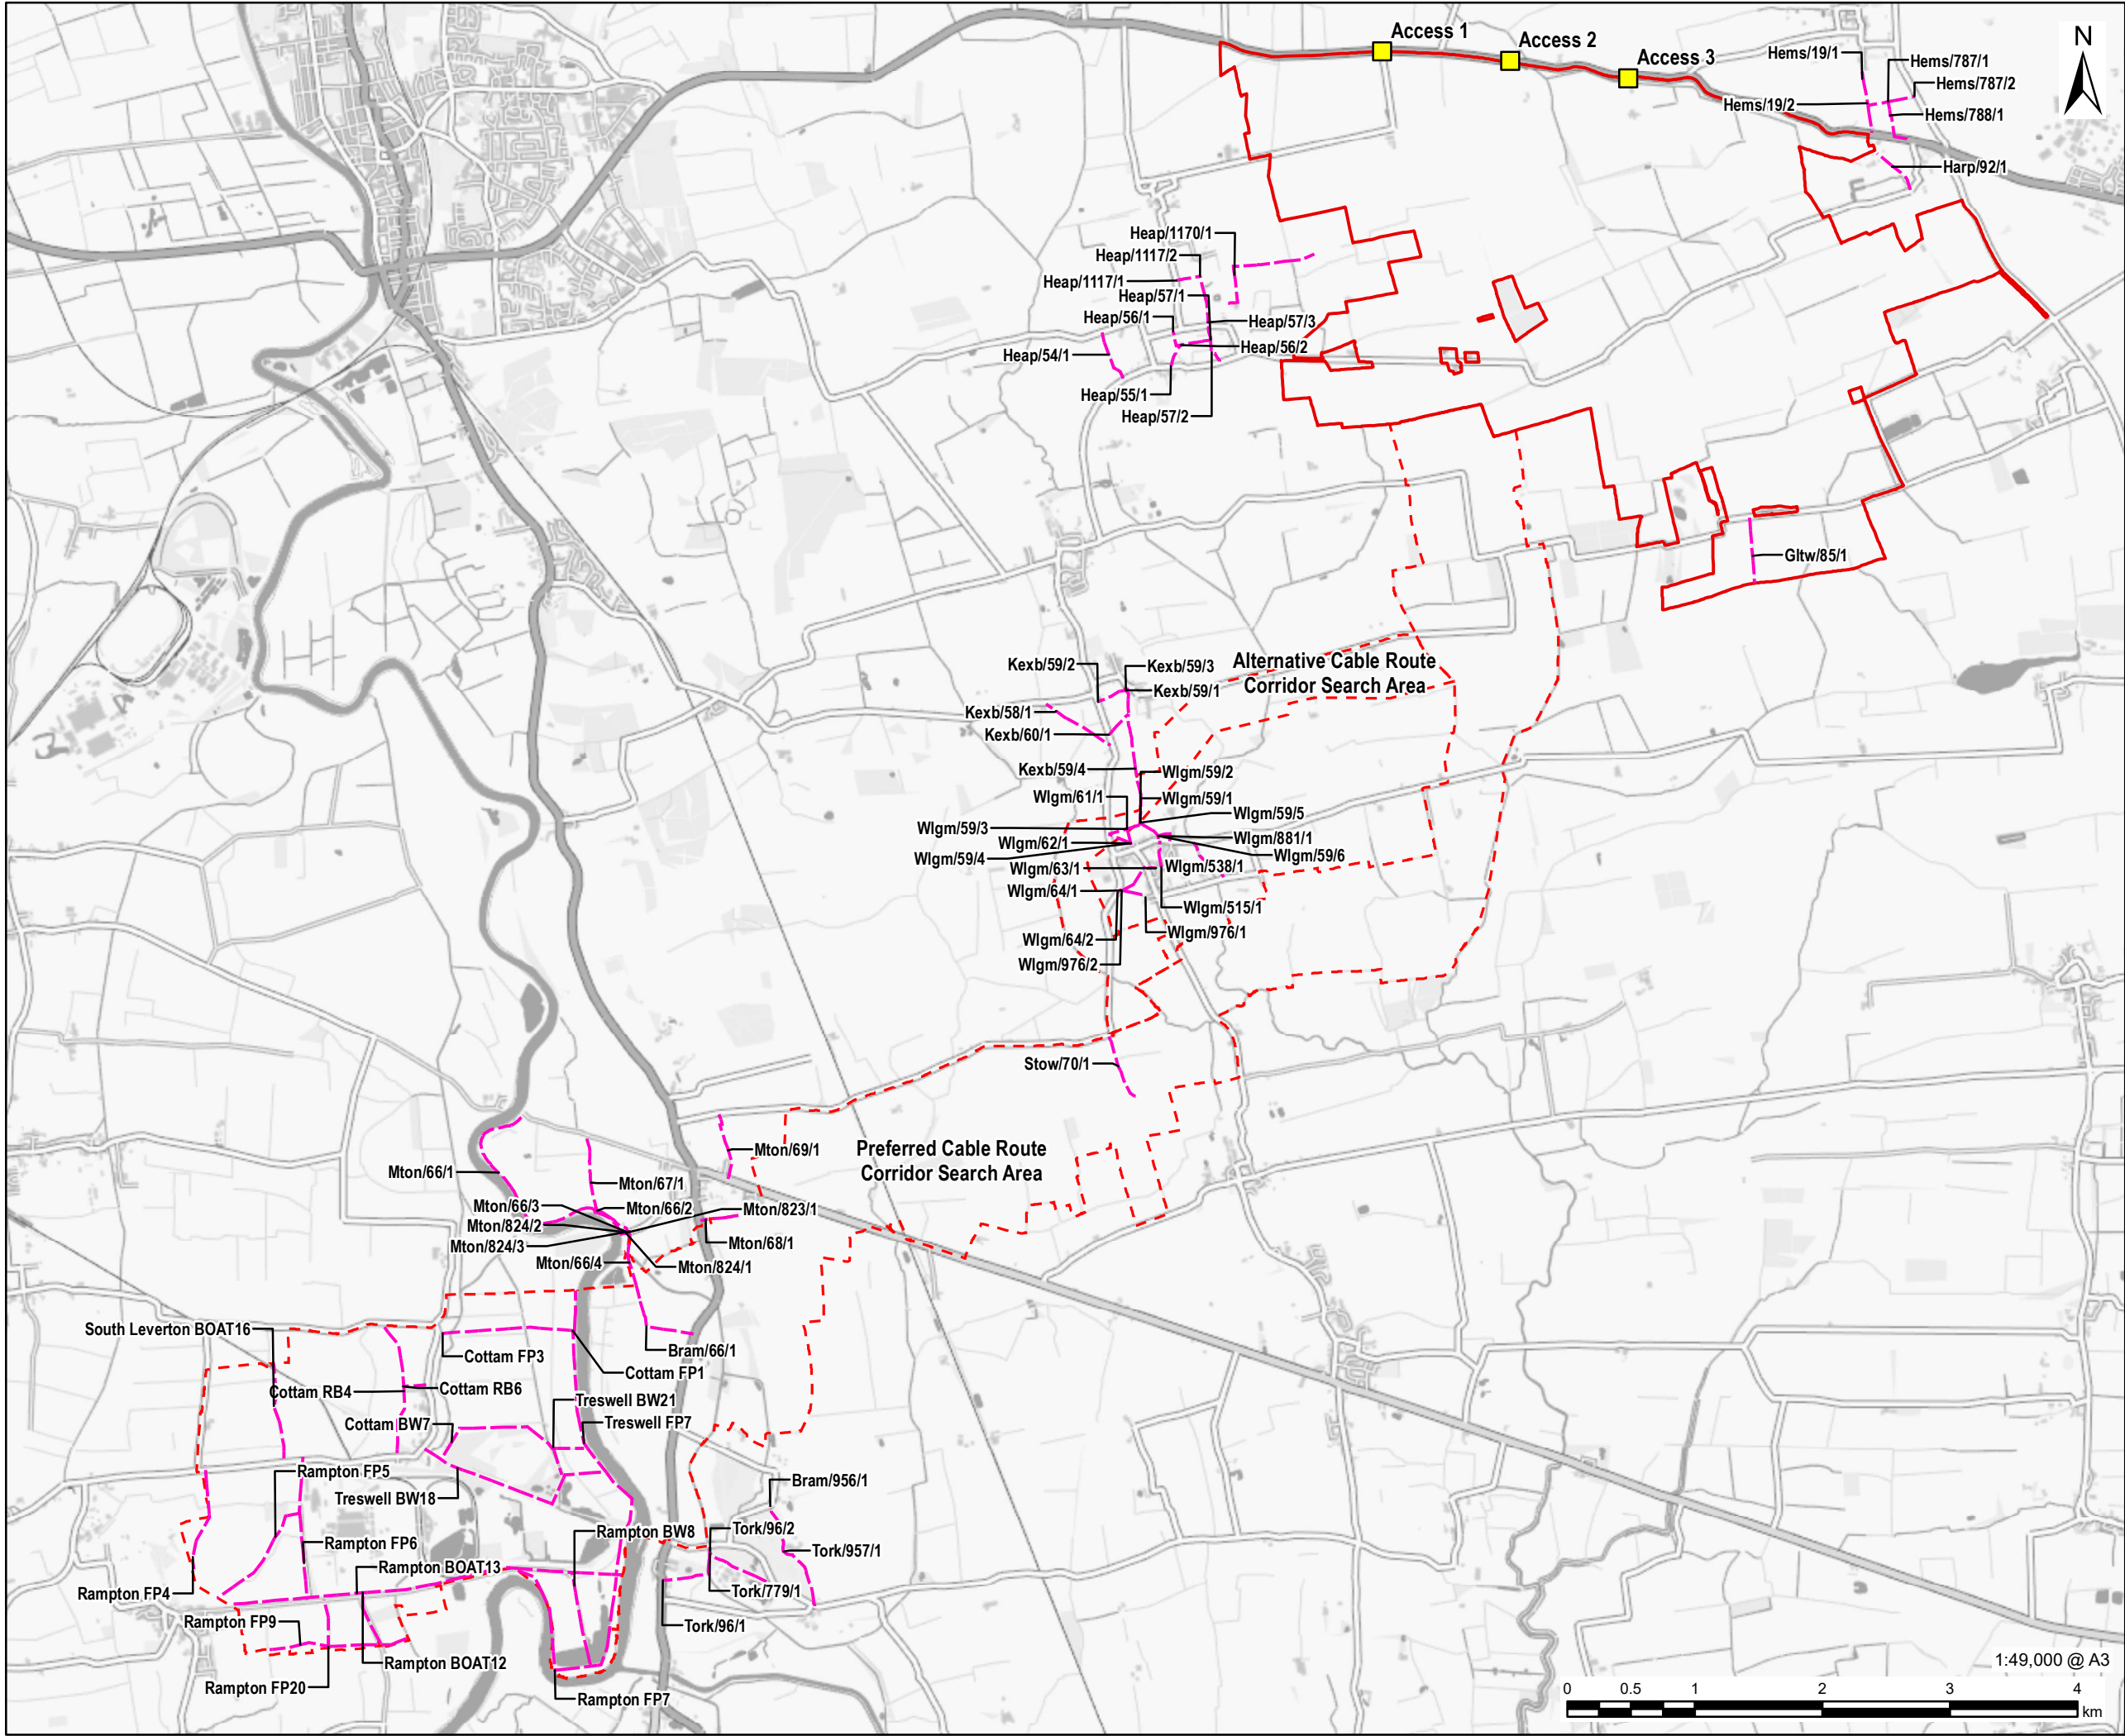 Access 1
Access 2
Access 3
N
Hems/19/1
Hems/787/1
Hems/787/2
Hems/19/2
Hems/788/1
Harp/92/1
Heap/1170/1
Heap/1117/2
Heap/1117/1
Heap/57/1
Heap/56/1
Heap/57/3
Heap/56/2
Heap/54/1
Heap/55/1
Heap/57/2
Gltw/85/1
Alternative Cable Route
Corridor Search Area
Kexb/59/2
Kexb/59/3
Kexb/59/1
Kexb/58/1
Kexb/60/1
Kexb/59/4
Wlgm/59/2
Wlgm/61/1
Wlgm/59/1
Wlgm/59/5
Wlgm/59/3
Wlgm/881/1
Wlgm/62/1
Wlgm/59/6
Wlgm/59/4
Wlgm/63/1
Wlgm/538/1
Wlgm/64/1
Wlgm/515/1
Wlgm/976/1
Wlgm/64/2
Wlgm/976/2
Stow/70/1
Preferred Cable Route
Corridor Search Area
Mton/69/1
Mton/66/1
Mton/67/1
Mton/66/3
Mton/66/2
Mton/823/1
Mton/824/2
Mton/824/3
Mton/68/1
Mton/66/4
Mton/824/1
South Leverton BOAT16
Bram/66/1
Cottam FP3
Cottam FP1
Cottam RB4
Cottam RB6
Treswell BW21
Cottam BW7
Treswell FP7
Rampton FP5
Bram/956/1
Treswell BW18
Rampton BW8
Tork/96/2
Rampton FP6
Tork/957/1
Rampton BOAT13
Rampton FP4
Tork/779/1
Rampton FP9
Tork/96/1
Rampton BOAT12
Rampton FP20
Rampton FP7
1:49,000 @ A3
0 0.5 1 2 3 4
km